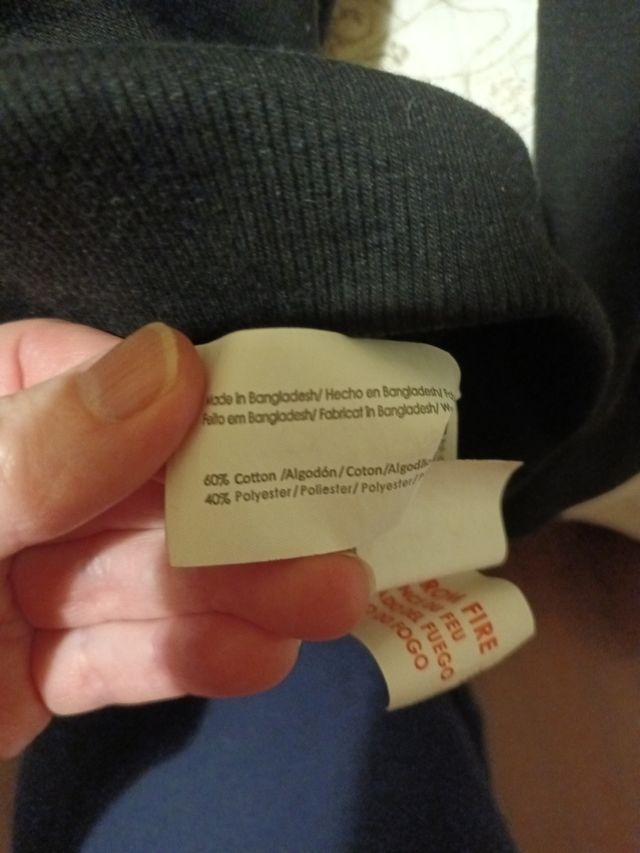 Made in Bangladesh/ Hecho en Bangladesh/
Feito em Bangladesh/ Fabricat în Bangladesh/
60% Cotton /Algodón / Coton/
40% Polyester/ Poliester/ Polyester/
FIRE
FEU
FUEGO
FOGO